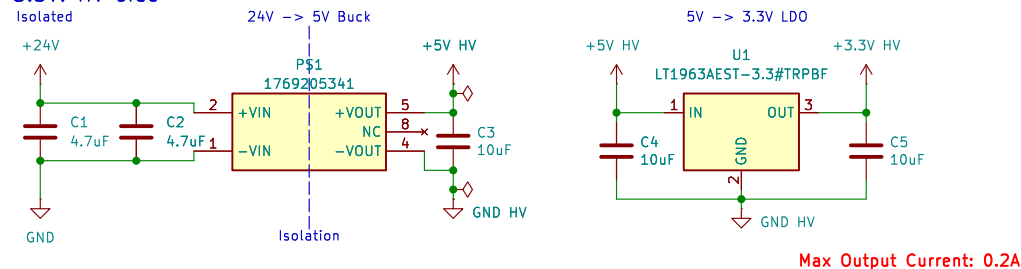 Isolated
24V -> 5V Buck
5V -> 3.3V LDO
+24V
+5V HV
+5V HV
+3.3V HV
PS1
1769205341
U1
LT1963AEST-3.3#TRPBF
2
+VIN
+VOUT
5
1
IN
OUT
3
C1
4.7uF
C2
4.7uF
NC
8
C3
10uF
1
-VIN
-VOUT
4
C4
10uF
GND
2
C5
10uF
GND
GND HV
GND HV
Isolation
Max Output Current: 0.2A